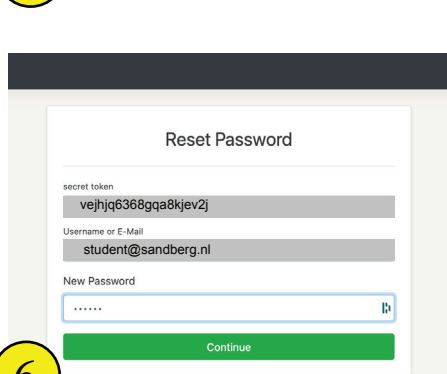 Reset Password
secret token
vejhjq6368gqa8kjev2j
Username or E-Mail
student@sandberg.nl
New Password
......
Continue